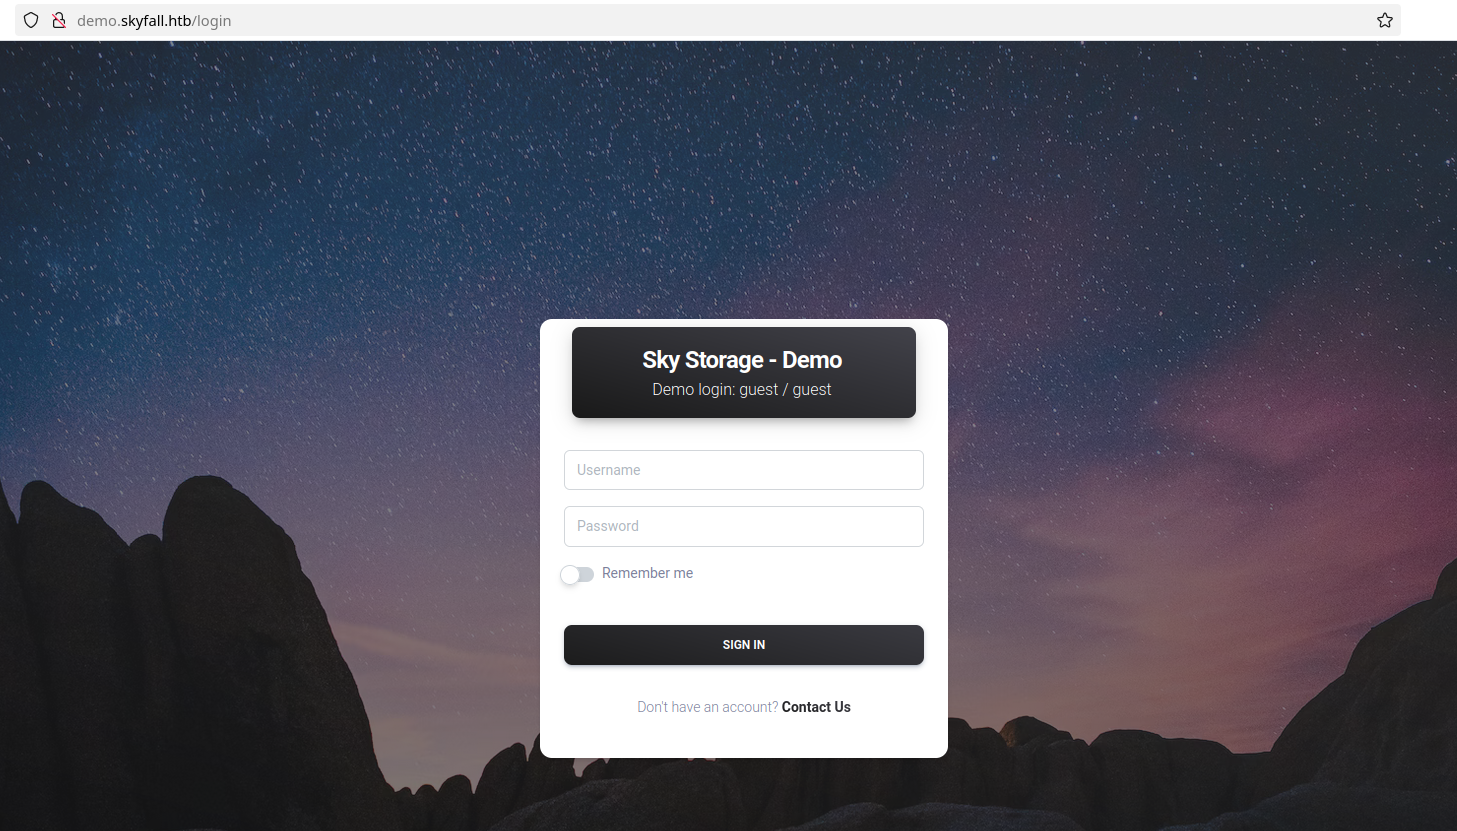 demo.skyfall.htb/login
Sky Storage - Demo
Demo login: guest / guest
Username
Password
Remember me
SIGN IN
Don't have an account? Contact Us